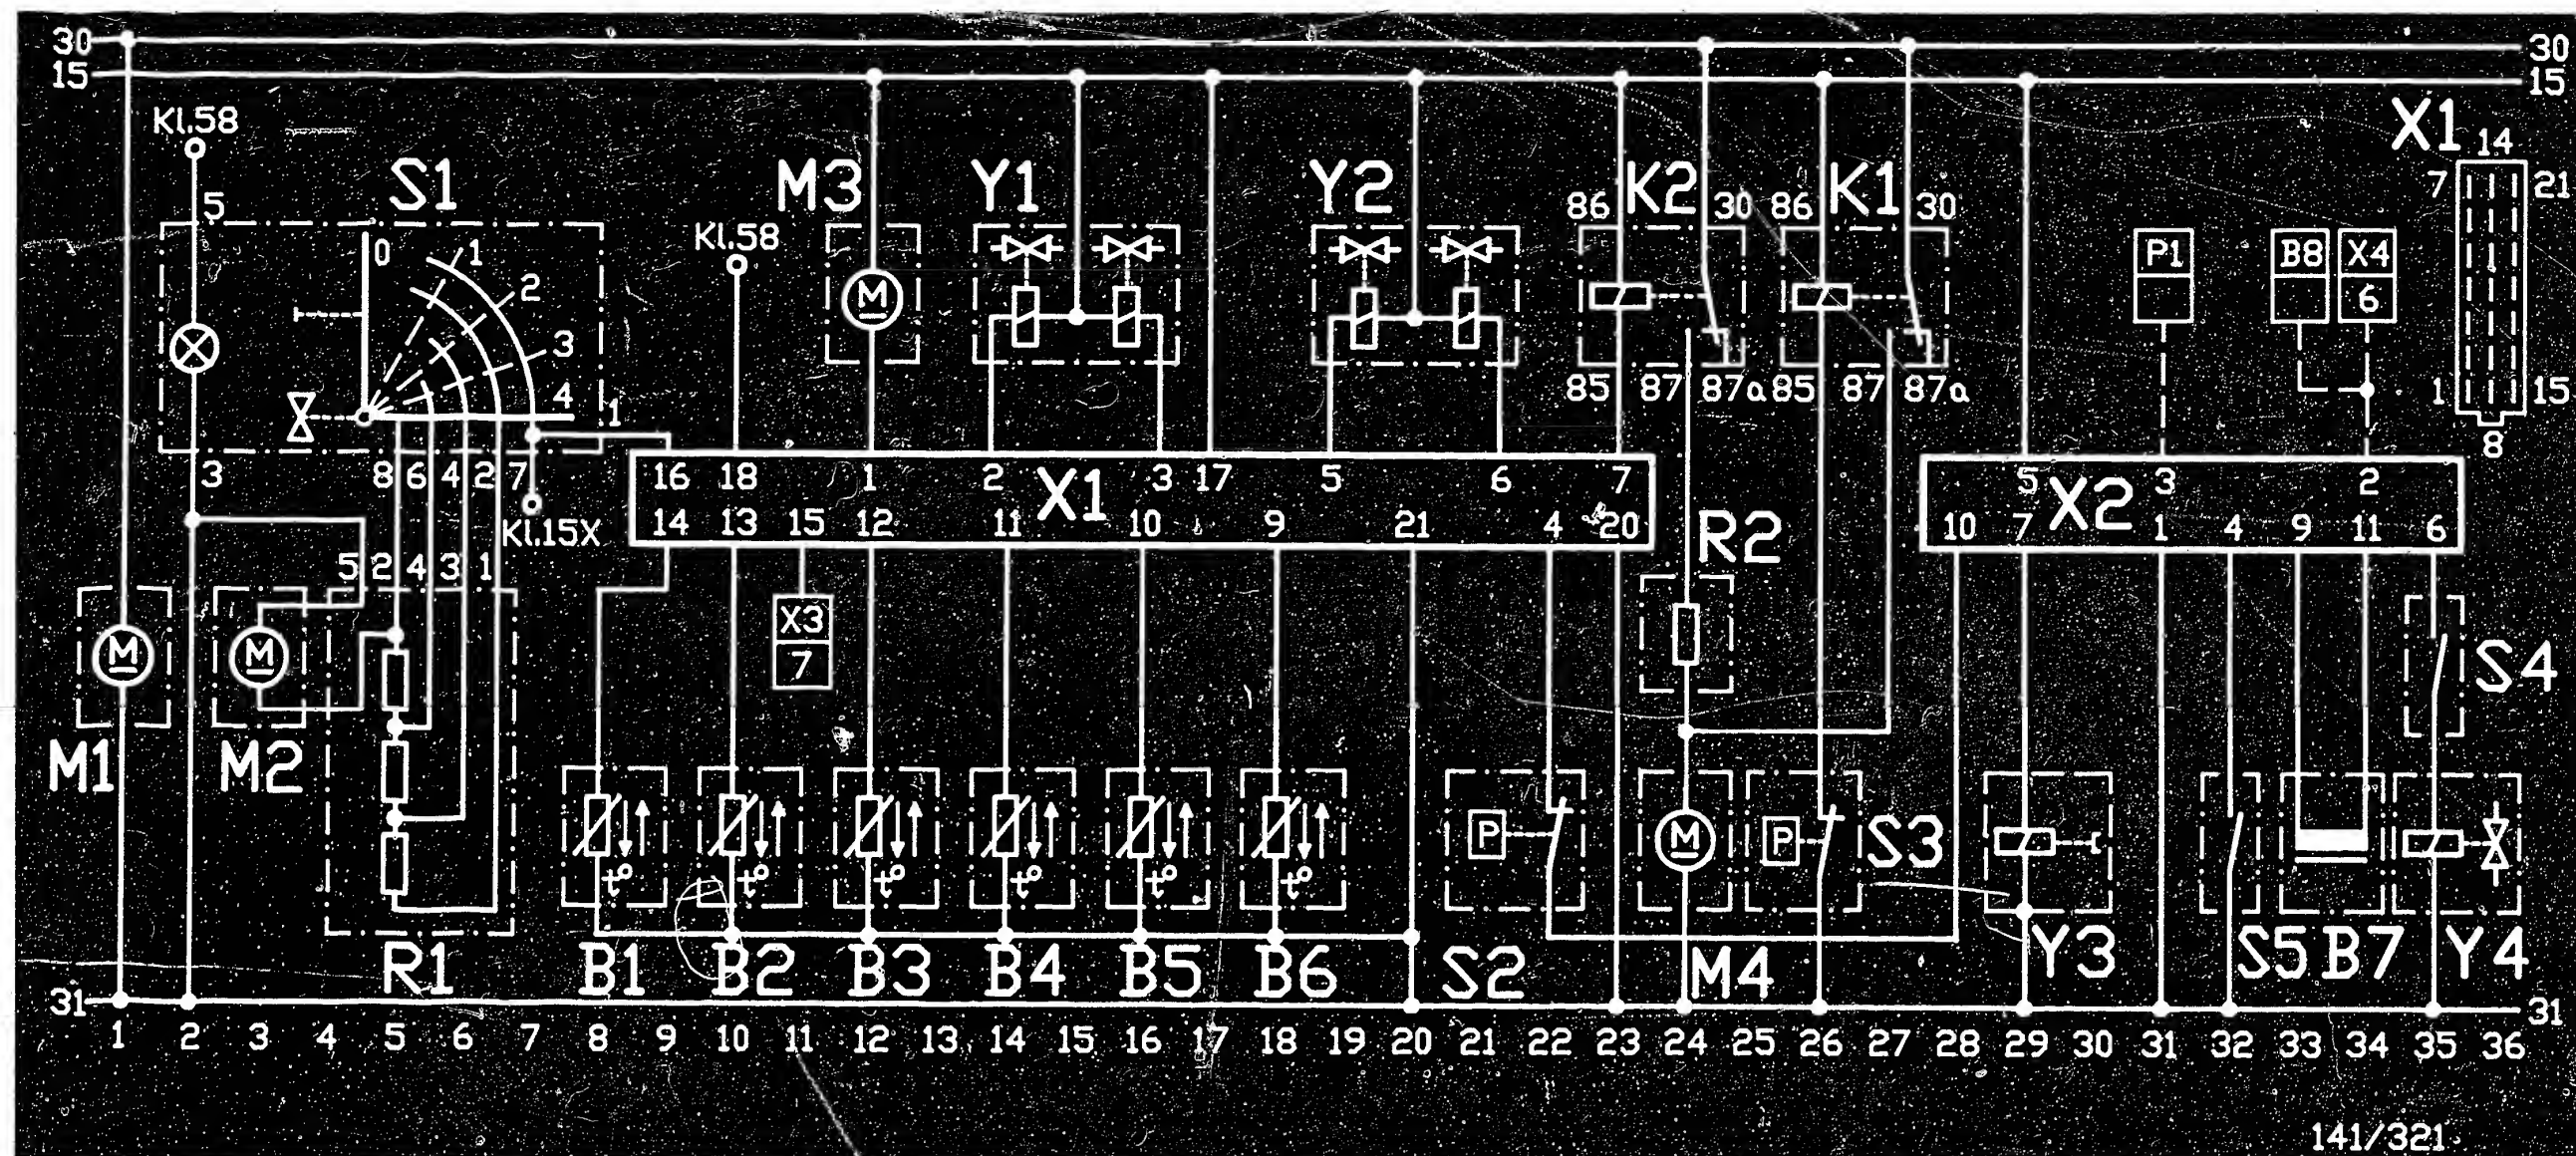 30 30
15 15
Kl.58
X1
14
5 S1 M3 Y1 Y2 K2 K1 7 21
86 30 86 30
0 1 Kl.58
P1 B8 X4
2 M 6
3
4 1 85 87 87a 85 87 87a 1 15
8
3 8 6 4 2 7 16 18 1 2 3 17 5 6 7 5 3 2
Kl.15X X1 X2
14 13 15 12 11 10 9 21 4 20 10 7 1 4 9 11 6
R2
5 2 4 3 1
X3
7
M M S4
M1 M2
P M P S3
t° t° t° t° t° t°
R1 B1 B2 B3 B4 B5 B6 S2 M4 Y3 S5 B7 Y4
31 31
1 2 3 4 5 6 7 8 9 10 11 12 13 14 15 16 17 18 19 20 21 22 23 24 25 26 27 28 29 30 31 32 33 34 35 36
141/321